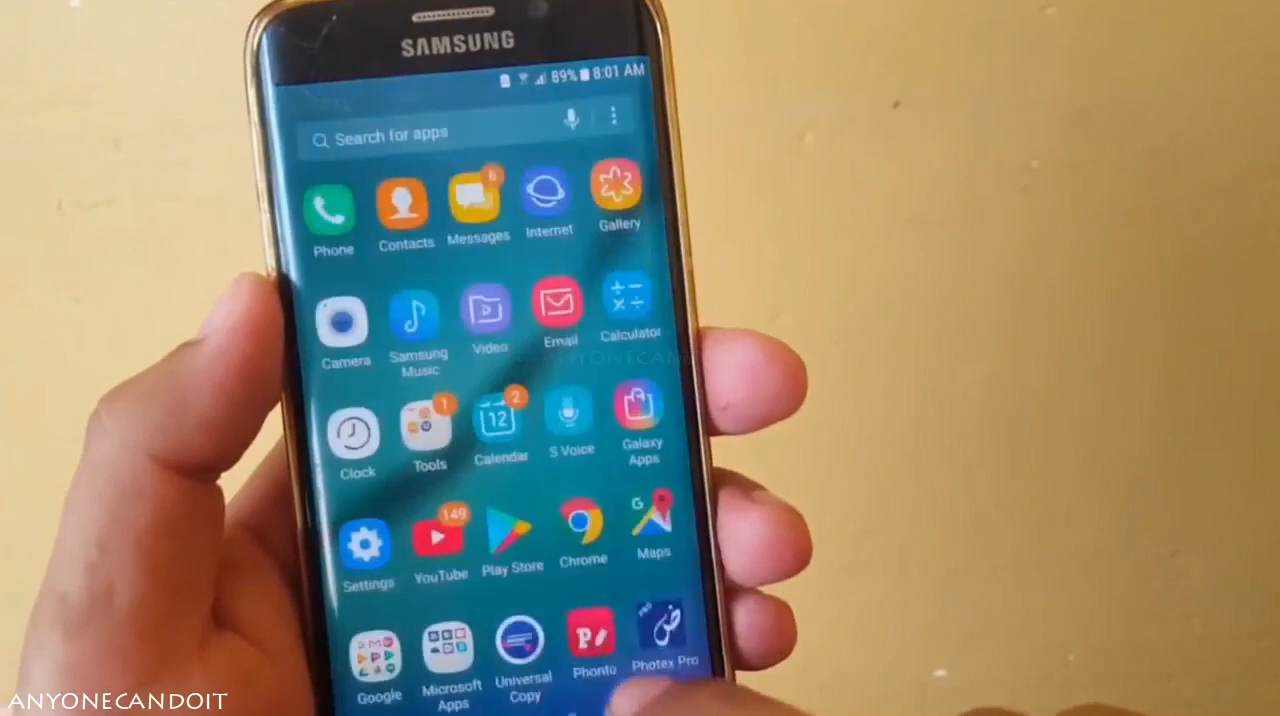 SAMSUNG
89% 8:01 AM
Search for apps
6
Phone Contacts Messages Internet Gallery
Camera Samsung Music Video Email Calculator
1 2
12
Clock Tools Calendar S Voice Galaxy Apps
149
G
Settings YouTube Play Store Chrome Maps
PRO
ض
Google Microsoft Apps Universal Copy Phonto Photex Pro
ANYONECANDOIT